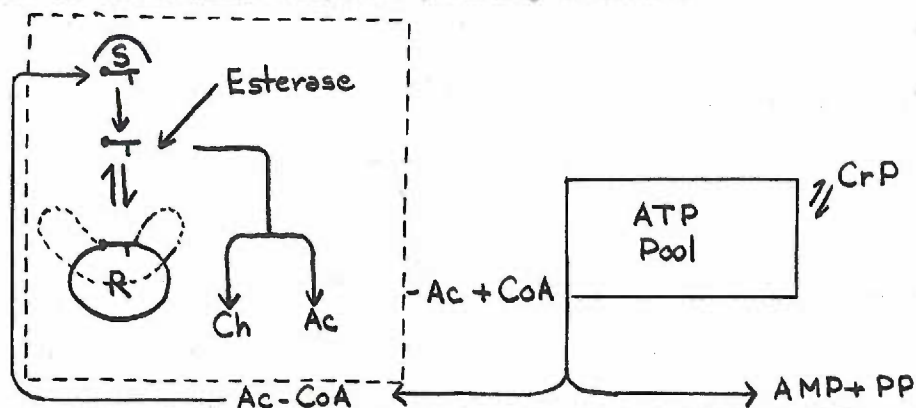 S
Esterase
R
Ch
Ac
-Ac + CoA
ATP
Pool
CrP
Ac-CoA
AMP + PP